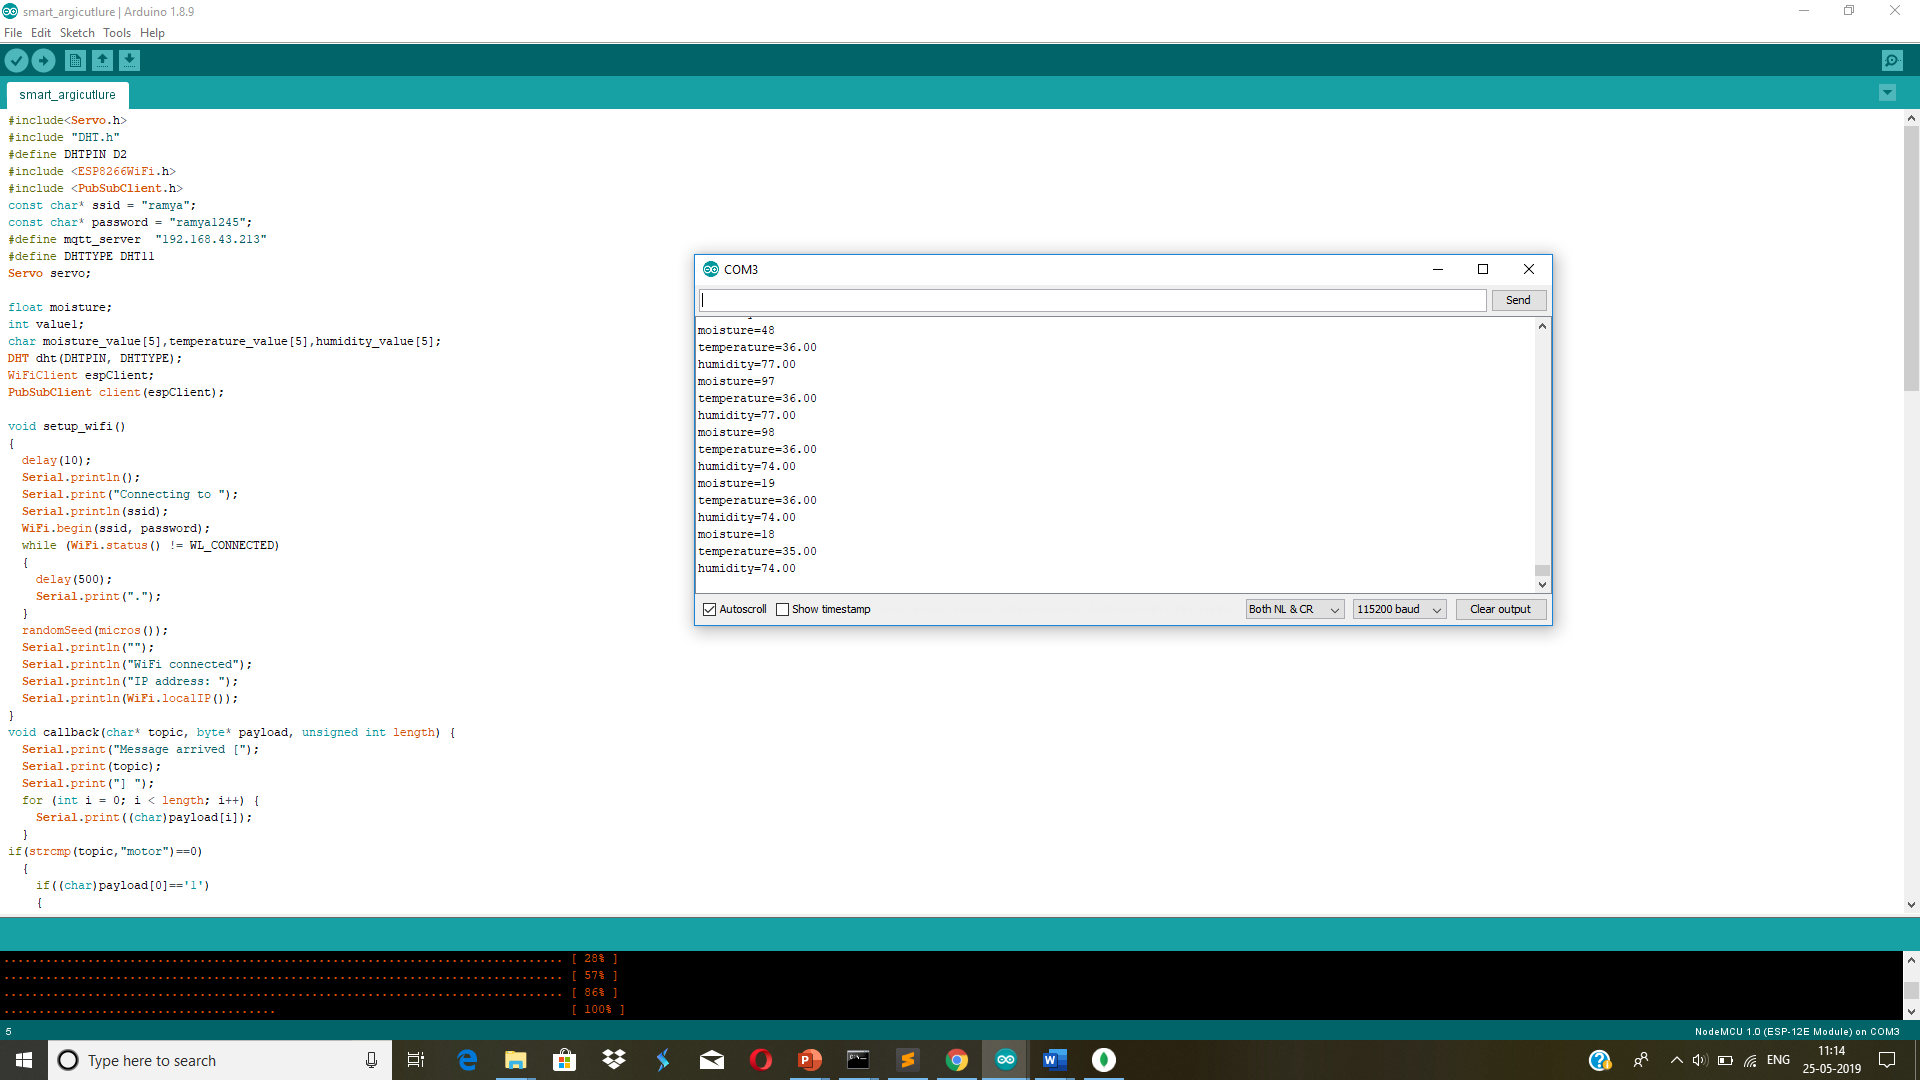 smart_argicutlure | Arduino 1.8.9
File Edit Sketch Tools Help
smart_argicutlure
#include<Servo.h>
#include "DHT.h"
#define DHTPIN D2
#include <ESP8266WiFi.h>
#include <PubSubClient.h>
const char* ssid = "ramya";
const char* password = "ramya1245";
#define mqtt_server  "192.168.43.213"
#define DHTTYPE DHT11
Servo servo;
float moisture;
int value1;
char moisture_value[5],temperature_value[5],humidity_value[5];
DHT dht(DHTPIN, DHTTYPE);
WiFiClient espClient;
PubSubClient client(espClient);
void setup_wifi()
{
delay(10);
Serial.println();
Serial.print("Connecting to ");
Serial.println(ssid);
WiFi.begin(ssid, password);
while (WiFi.status() != WL_CONNECTED)
{
delay(500);
Serial.print(".");
}
randomSeed(micros());
Serial.println("");
Serial.println("WiFi connected");
Serial.println("IP address: ");
Serial.println(WiFi.localIP());
}
void callback(char* topic, byte* payload, unsigned int length) {
Serial.print("Message arrived [");
Serial.print(topic);
Serial.print("] ");
for (int i = 0; i < length; i++) {
Serial.print((char)payload[i]);
}
if(strcmp(topic,"motor")==0)
{
if((char)payload[0]=='1')
{
COM3
Send
moisture=48
temperature=36.00
humidity=77.00
moisture=97
temperature=36.00
humidity=77.00
moisture=98
temperature=36.00
humidity=74.00
moisture=19
temperature=36.00
humidity=74.00
moisture=18
temperature=35.00
humidity=74.00
Autoscroll Show timestamp Both NL & CR 115200 baud Clear output
................................................................................ [ 28% ]
................................................................................ [ 57% ]
................................................................................ [ 86% ]
....................................... [ 100% ]
5 NodeMCU 1.0 (ESP-12E Module) on COM3
Type here to search
ENG 11:14
25-05-2019